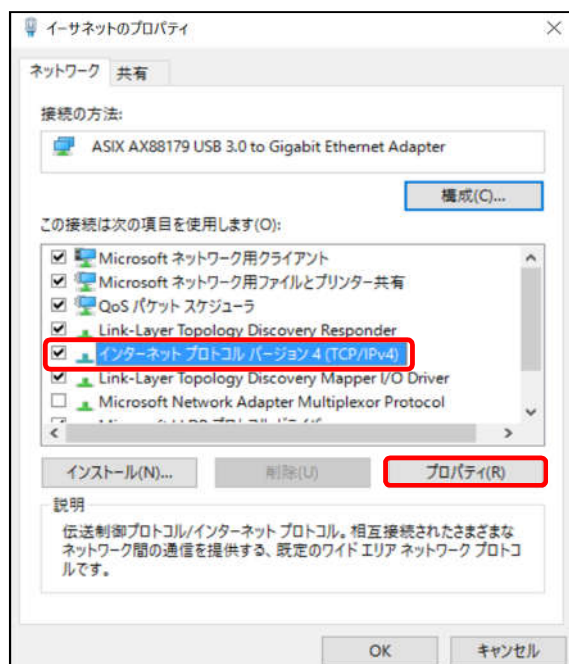 イーサネットのプロパティ
ネットワーク 共有
接続の方法:
ASIX AX88179 USB 3.0 to Gigabit Ethernet Adapter
構成(C)...
この接続は次の項目を使用します(O):
Microsoft ネットワーク用クライアント
Microsoft ネットワーク用ファイルとプリンター共有
QoS パケット スケジューラ
Link-Layer Topology Discovery Responder
インターネット プロトコル バージョン 4 (TCP/IPv4)
Link-Layer Topology Discovery Mapper I/O Driver
Microsoft Network Adapter Multiplexor Protocol
インストール(N)... 削除(U) プロパティ(R)
説明
伝送制御プロトコル/インターネット プロトコル。相互接続されたさまざまな
ネットワーク間の通信を提供する、既定のワイド エリア ネットワーク プロトコ
ルです。
OK キャンセル